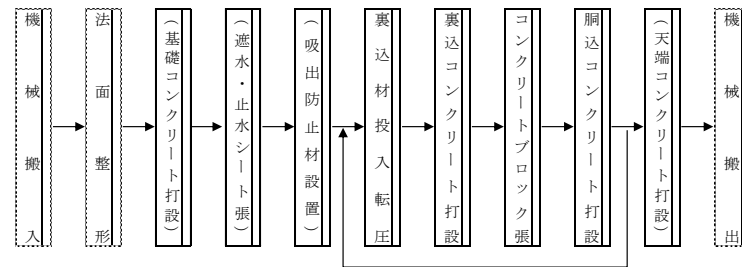 機械搬入
法面整形
（基礎コンクリート打設）
（遮水・止水シート張）
（吸出防止材設置）
裏込材投入転圧
裏込コンクリート打設
コンクリートブロック張
胴込コンクリート打設
（天端コンクリート打設）
機械搬出